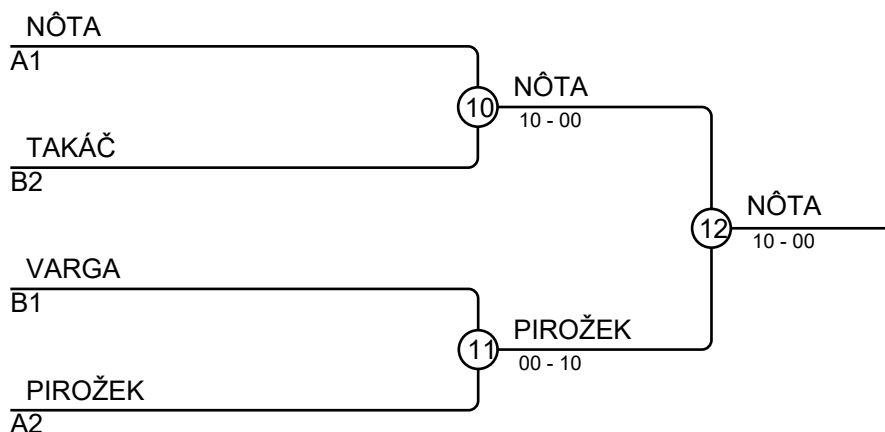 NÔTA
A1
10
NÔTA
10 - 00
TAKÁČ
B2
12
NÔTA
10 - 00
VARGA
B1
11
PIROŽEK
00 - 10
PIROŽEK
A2